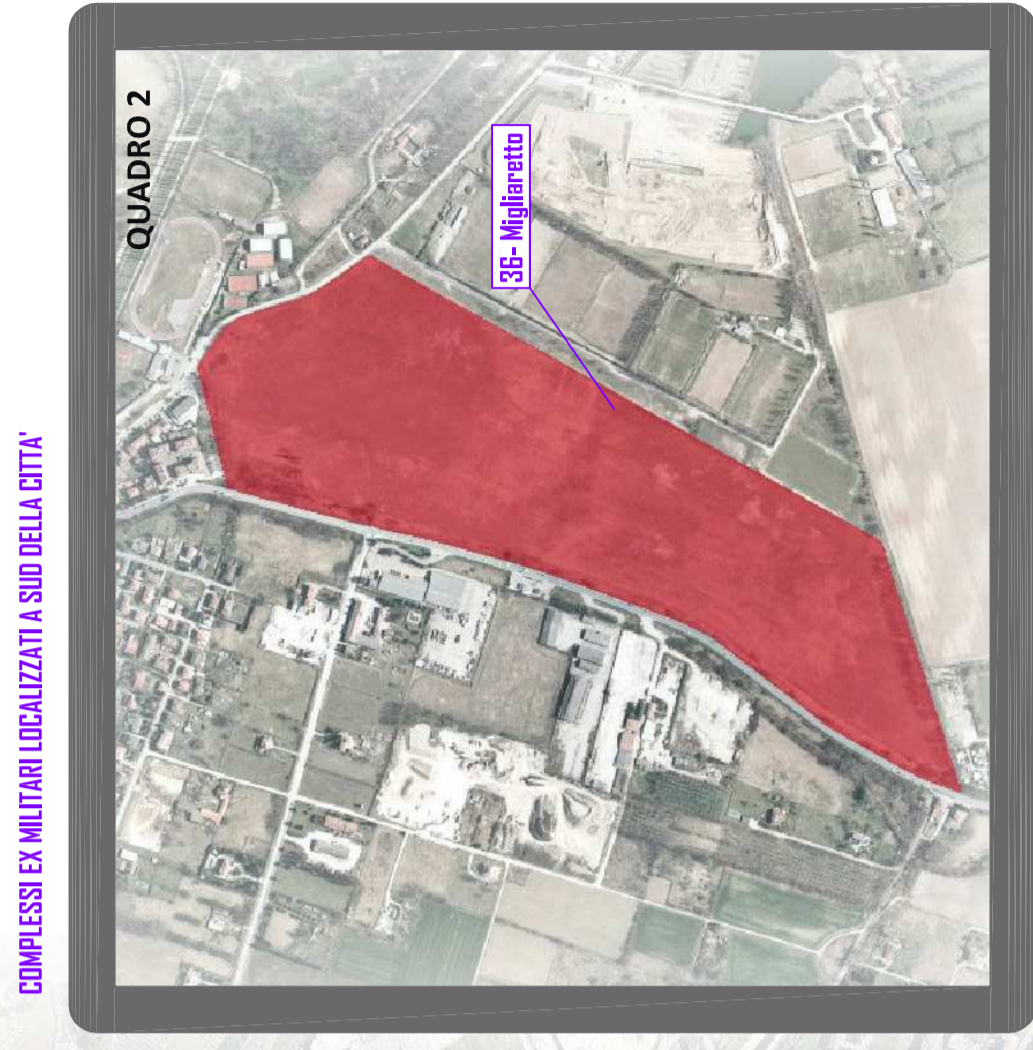 COMPLESSI EX MILITARI LOCALIZZATI A SUD DELLA CITTA'
QUADRO 2
36- Migliaretto